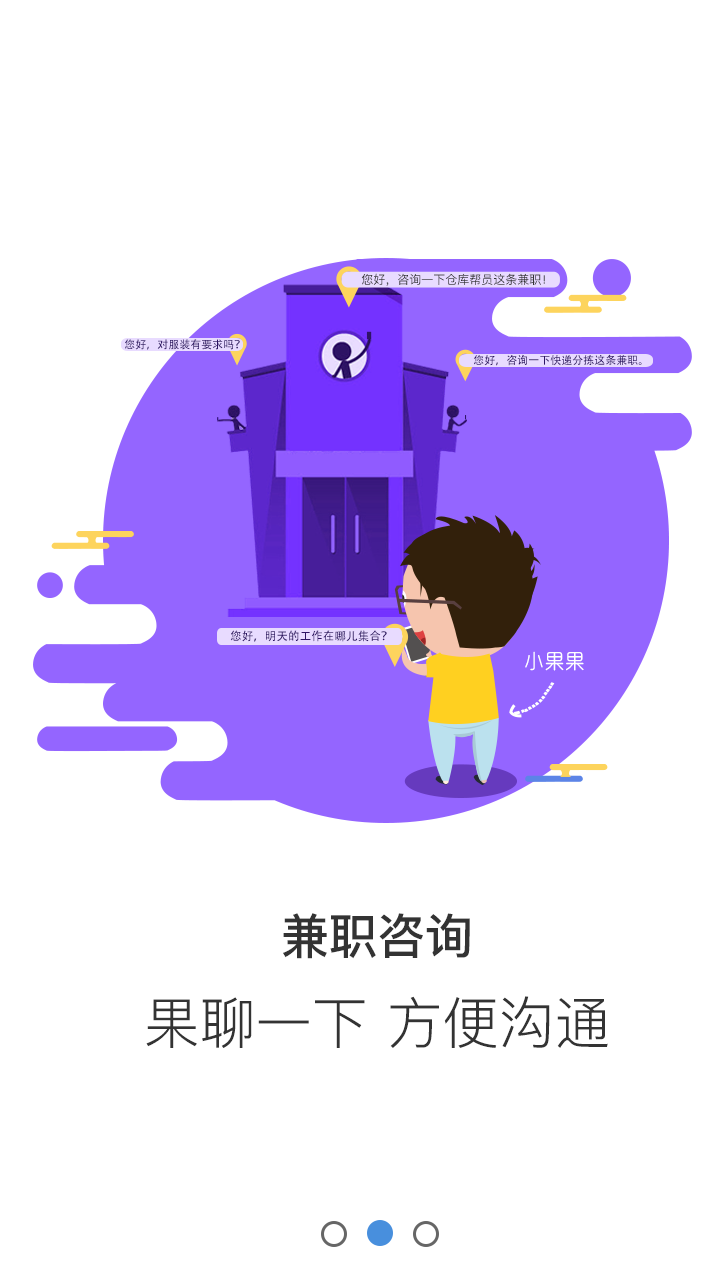 您好，咨询一下仓库帮员这条兼职！
您好，对服装有要求吗？
您好，咨询一下快递分拣这条兼职。
您好，明天的工作在哪儿集合？
小果果
兼职咨询
果聊一下 方便沟通